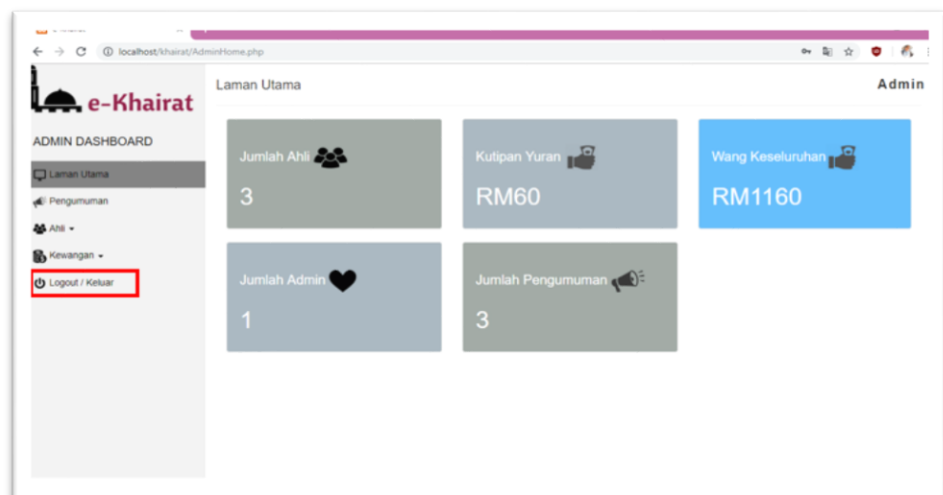 localhost/khairat/AdminHome.php
e-Khairat
Laman Utama
Admin
ADMIN DASHBOARD
Laman Utama
Pengumuman
Ahli
Kewangan
Logout / Keluar
Jumlah Ahli
3
Kutipan Yuran
RM60
Wang Keseluruhan
RM1160
Jumlah Admin
1
Jumlah Pengumuman
3